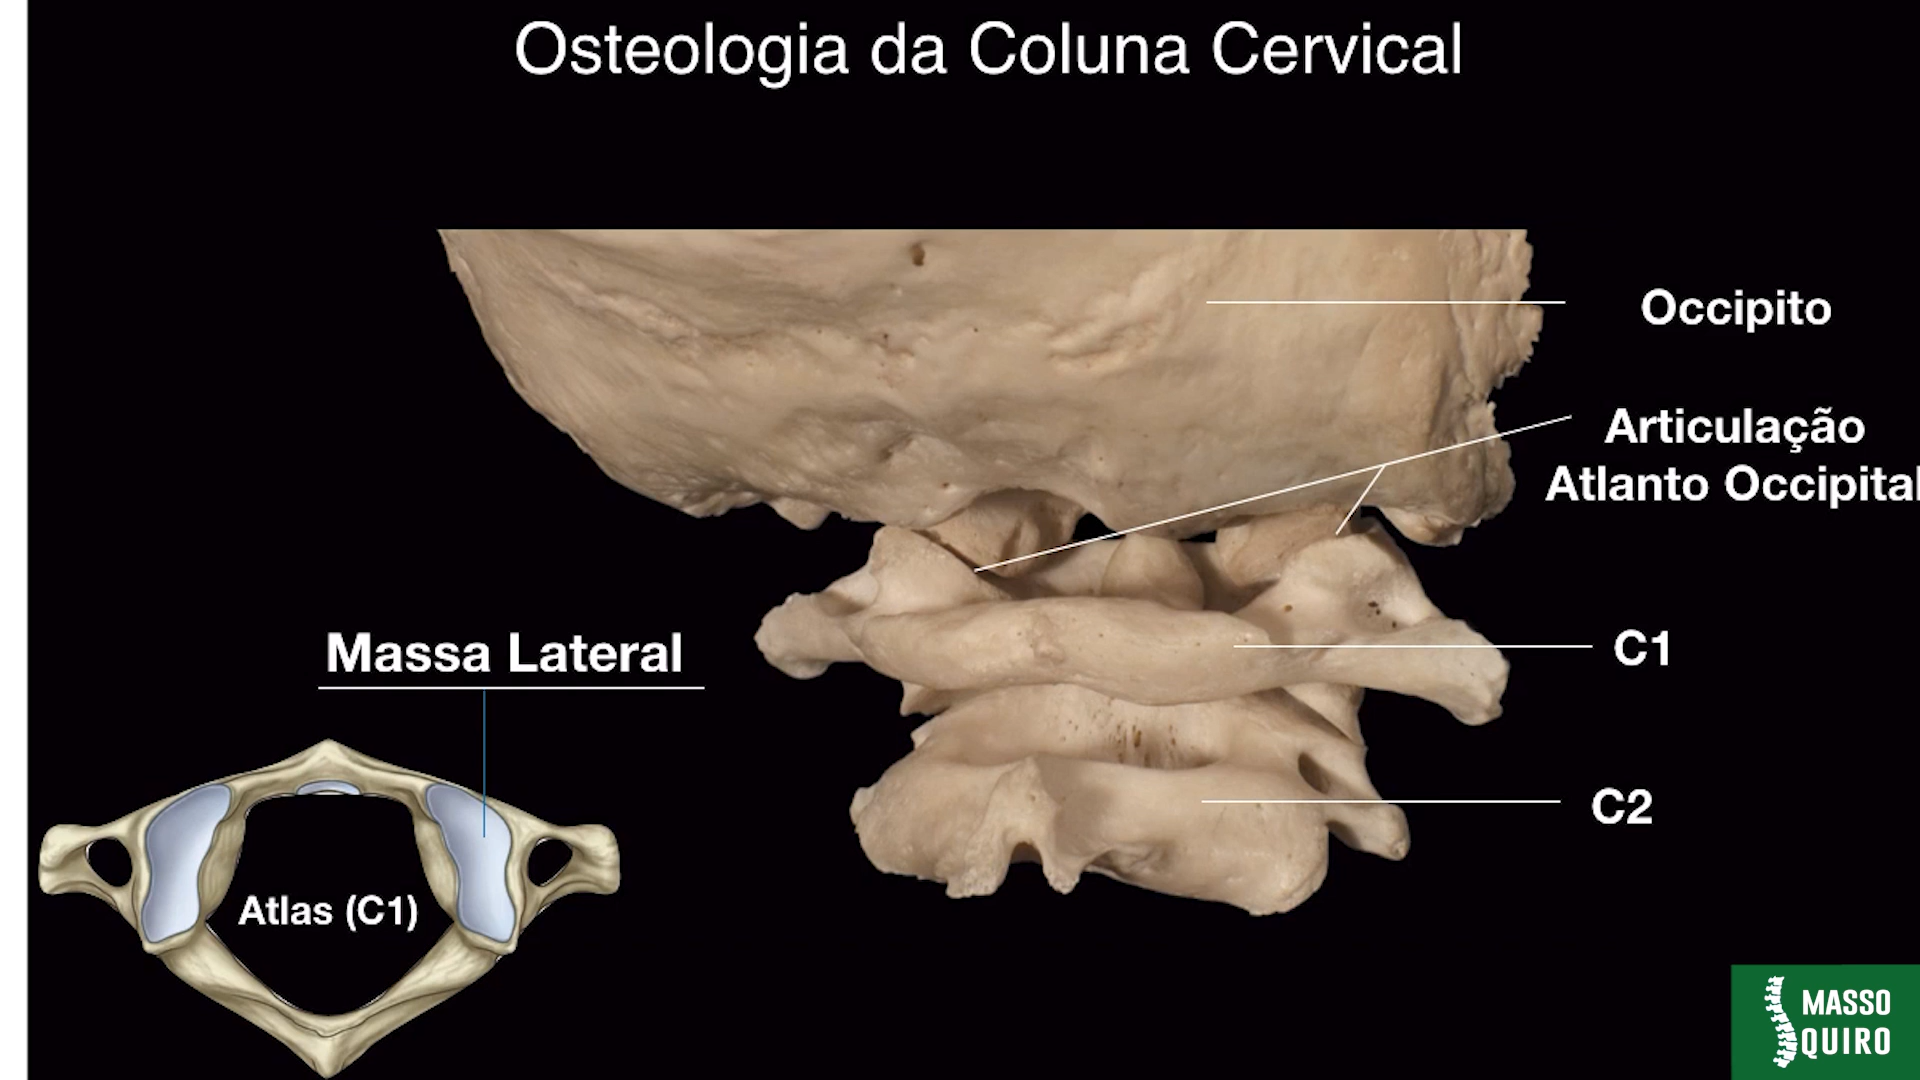 Osteologia da Coluna Cervical
Occipito
Articulação
Atlanto Occipital
C1
Massa Lateral
C2
Atlas (C1)
MASSO
QUIRO